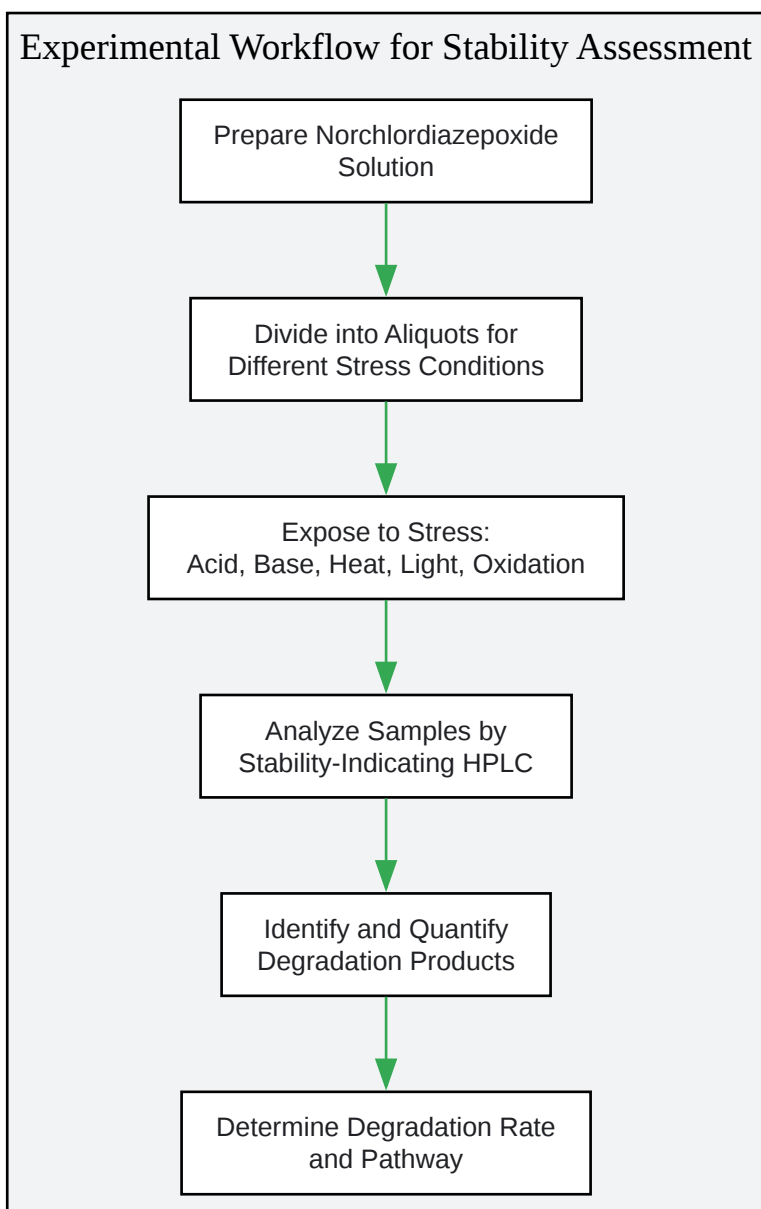 Experimental Workflow for Stability Assessment
Prepare Norchlordiazepoxide
Solution
Divide into Aliquots for
Different Stress Conditions
Expose to Stress:
Acid, Base, Heat, Light, Oxidation
Analyze Samples by
Stability-Indicating HPLC
Identify and Quantify
Degradation Products
Determine Degradation Rate
and Pathway